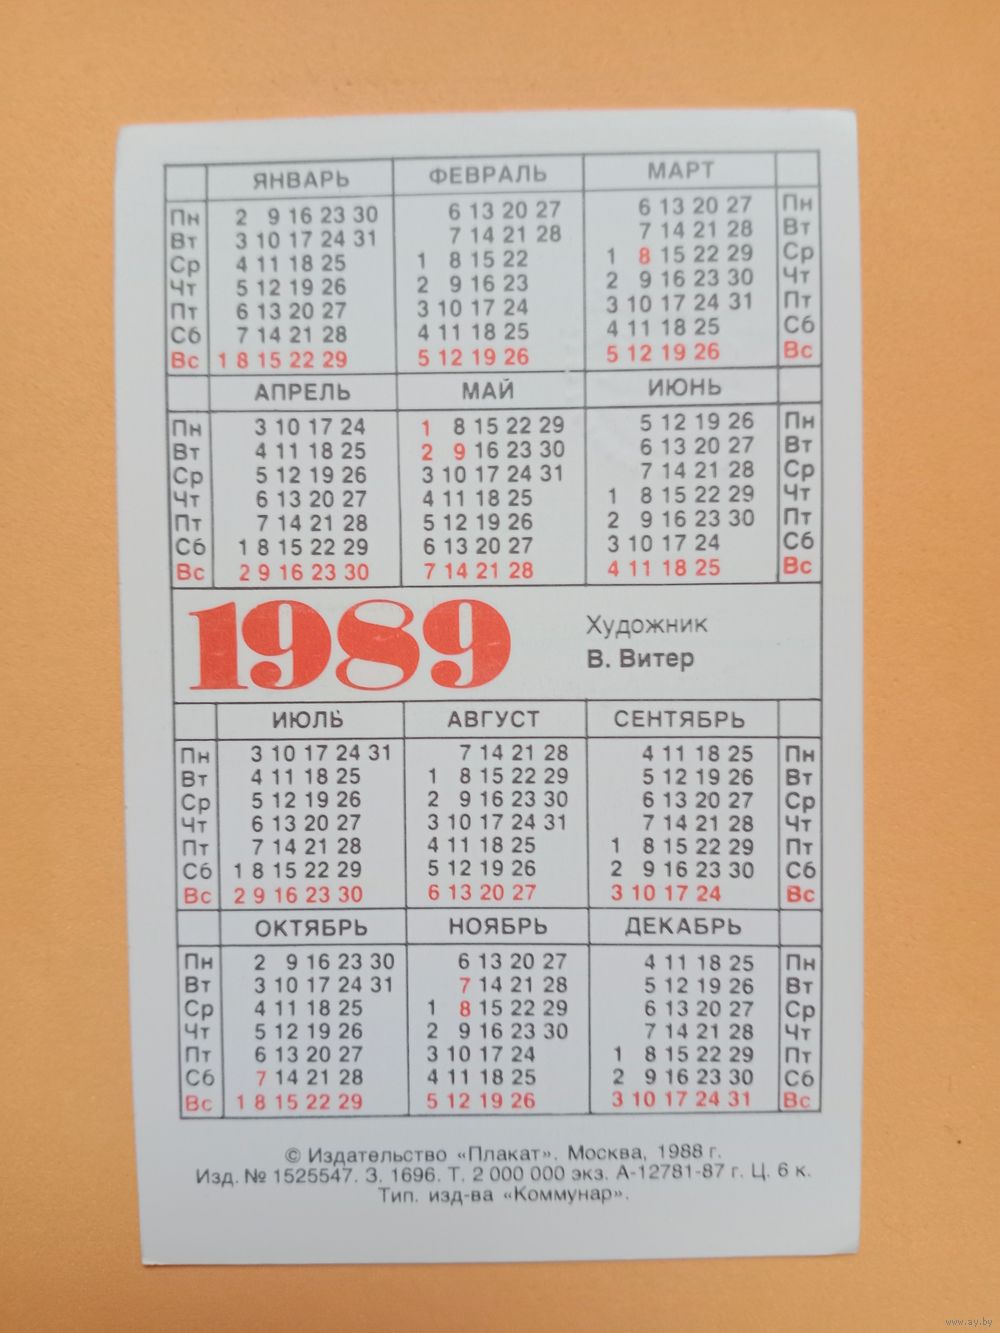 ЯНВАРЬ ФЕВРАЛЬ МАРТ
Пн 2 9 16 23 30 6 13 20 27 6 13 20 27 Пн
Вт 3 10 17 24 31 7 14 21 28 7 14 21 28 Вт
Ср 4 11 18 25 1 8 15 22 1 8 15 22 29 Ср
Чт 5 12 19 26 2 9 16 23 2 9 16 23 30 Чт
Пт 6 13 20 27 3 10 17 24 3 10 17 24 31 Пт
Сб 7 14 21 28 4 11 18 25 4 11 18 25 Сб
Вс 1 8 15 22 29 5 12 19 26 5 12 19 26 Вс
АПРЕЛЬ МАЙ ИЮНЬ
Пн 3 10 17 24 1 8 15 22 29 5 12 19 26 Пн
Вт 4 11 18 25 2 9 16 23 30 6 13 20 27 Вт
Ср 5 12 19 26 3 10 17 24 31 7 14 21 28 Ср
Чт 6 13 20 27 4 11 18 25 1 8 15 22 29 Чт
Пт 7 14 21 28 5 12 19 26 2 9 16 23 30 Пт
Сб 1 8 15 22 29 6 13 20 27 3 10 17 24 Сб
Вс 2 9 16 23 30 7 14 21 28 4 11 18 25 Вс
1989
Художник
В. Витер
ИЮЛЬ АВГУСТ СЕНТЯБРЬ
Пн 3 10 17 24 31 7 14 21 28 4 11 18 25 Пн
Вт 4 11 18 25 1 8 15 22 29 5 12 19 26 Вт
Ср 5 12 19 26 2 9 16 23 30 6 13 20 27 Ср
Чт 6 13 20 27 3 10 17 24 31 7 14 21 28 Чт
Пт 7 14 21 28 4 11 18 25 1 8 15 22 29 Пт
Сб 1 8 15 22 29 5 12 19 26 2 9 16 23 30 Сб
Вс 2 9 16 23 30 6 13 20 27 3 10 17 24 Вс
ОКТЯБРЬ НОЯБРЬ ДЕКАБРЬ
Пн 2 9 16 23 30 6 13 20 27 4 11 18 25 Пн
Вт 3 10 17 24 31 7 14 21 28 5 12 19 26 Вт
Ср 4 11 18 25 1 8 15 22 29 6 13 20 27 Ср
Чт 5 12 19 26 2 9 16 23 30 7 14 21 28 Чт
Пт 6 13 20 27 3 10 17 24 1 8 15 22 29 Пт
Сб 7 14 21 28 4 11 18 25 2 9 16 23 30 Сб
Вс 1 8 15 22 29 5 12 19 26 3 10 17 24 31 Вс
© Издательство «Плакат». Москва, 1988 г.
Изд. № 1525547. З. 1696. Т. 2 000 000 экз. А-12781-87 г. Ц. 6 к.
Тип. изд-ва «Коммунар».
www.ay.by